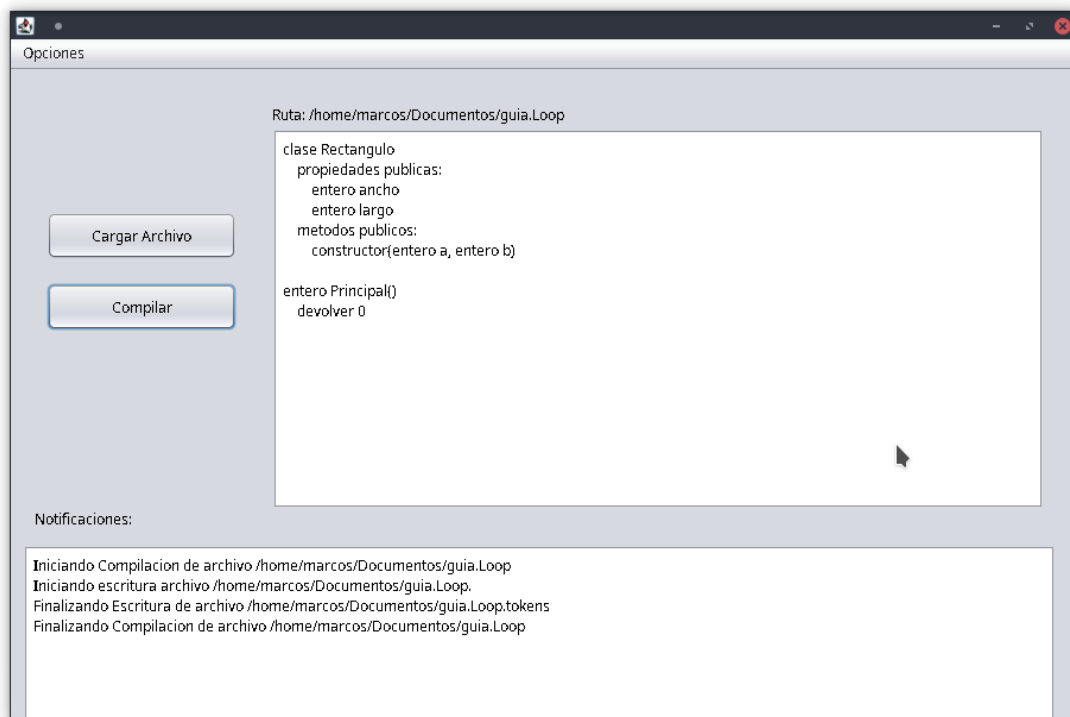 Opciones
Ruta: /home/marcos/Documentos/guia.Loop
clase Rectangulo
propiedades publicas:
entero ancho
entero largo
metodos publicos:
constructor(entero a, entero b)
entero Principal()
devolver 0
Cargar Archivo
Compilar
Notificaciones:
Iniciando Compilacion de archivo /home/marcos/Documentos/guia.Loop
Iniciando escritura archivo /home/marcos/Documentos/guia.Loop.
Finalizando Escritura de archivo /home/marcos/Documentos/guia.Loop.tokens
Finalizando Compilacion de archivo /home/marcos/Documentos/guia.Loop